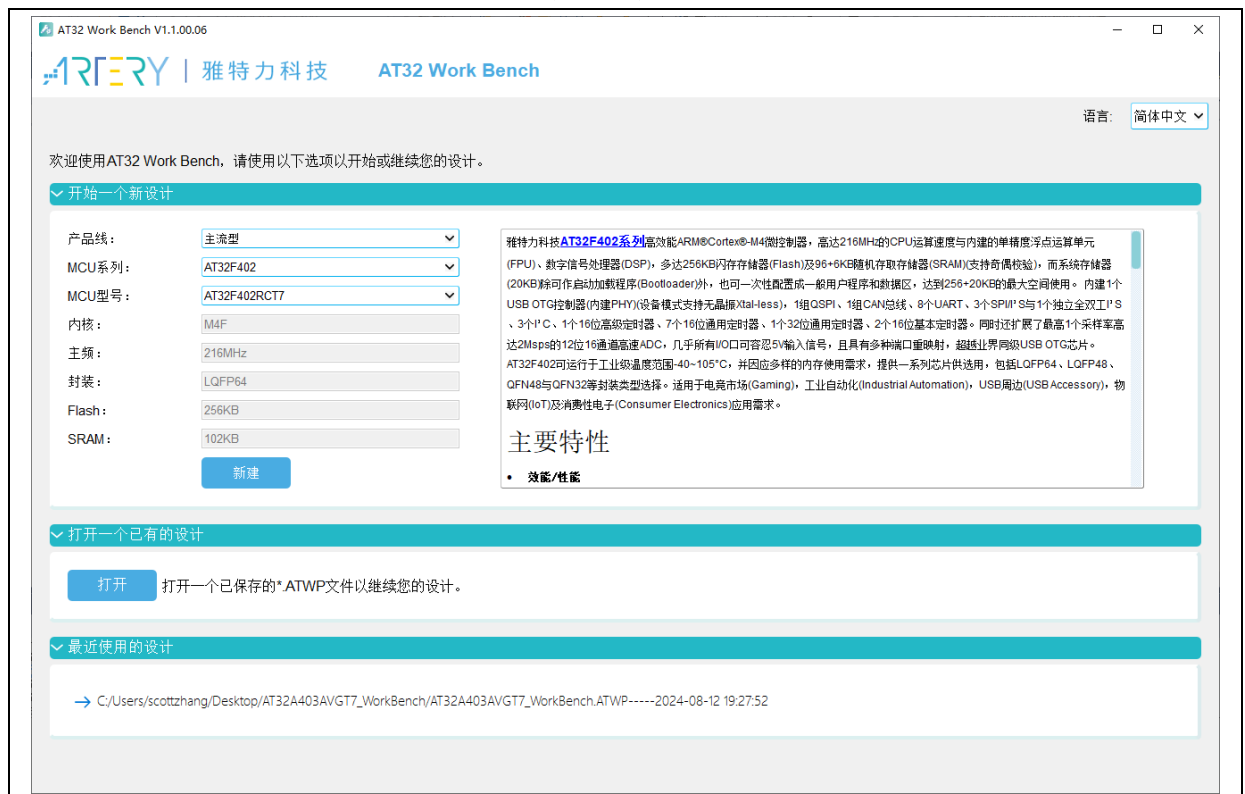 AT32 Work Bench V1.1.00.06
ARTERY | 雅特力科技 AT32 Work Bench
语言: 简体中文
欢迎使用AT32 Work Bench，请使用以下选项以开始或继续您的设计。
开始一个新设计
产品线： 主流型
MCU系列： AT32F402
MCU型号： AT32F402RCT7
内核： M4F
主频： 216MHz
封装： LQFP64
Flash： 256KB
SRAM： 102KB
新建
雅特力科技AT32F402系列高效能ARM®Cortex®-M4微控制器，高达216MHz的CPU运算速度与内建的单精度浮点运算单元
(FPU)、数字信号处理器(DSP)，多达256KB闪存存储器(Flash)及96+6KB随机存取存储器(SRAM)(支持奇偶校验)，而系统存储器
(20KB)除可作启动加载程序(Bootloader)外，也可一次性配置成一般用户程序和数据区，达到256+20KB的最大空间使用。 内建1个
USB OTG控制器(内建PHY)(设备模式支持无晶振Xtal-less)，1组QSPI、1组CAN总线、8个UART、3个SPI/I²S与1个独立全双工I²S
、3个I²C、1个16位高级定时器、7个16位通用定时器、1个32位通用定时器、2个16位基本定时器。同时还扩展了最高1个采样率高
达2Msps的12位16通道高速ADC，几乎所有I/O口可容忍5V输入信号，且具有多种端口重映射，超越业界同级USB OTG芯片。
AT32F402可运行于工业级温度范围-40~105°C，并因应多样的内存使用需求，提供一系列芯片供选用，包括LQFP64、LQFP48、
QFN48与QFN32等封装类型选择。适用于电竞市场(Gaming)，工业自动化(Industrial Automation)，USB周边(USB Accessory)，物
联网(IoT)及消费性电子(Consumer Electronics)应用需求。
主要特性
• 效能/性能
打开一个已有的设计
打开 打开一个已保存的*.ATWP文件以继续您的设计。
最近使用的设计
C:/Users/scottzhang/Desktop/AT32A403AVGT7_WorkBench/AT32A403AVGT7_WorkBench.ATWP-----2024-08-12 19:27:52